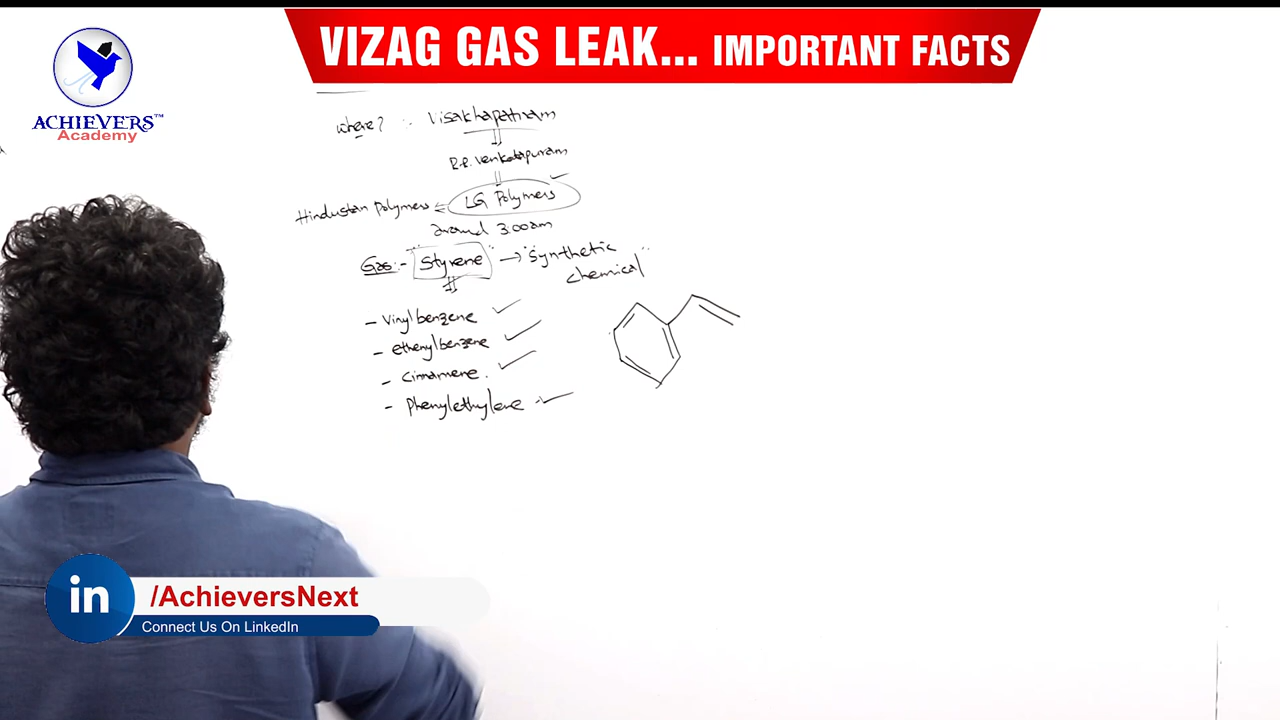 VIZAG GAS LEAK... IMPORTANT FACTS
ACHIEVERS™
Academy
where? :- Visakhapatnam
R.R. Venkatapuram
Hindustan Polymers LG Polymers
around 3.00am
Gas:- "Styrene" → "Synthetic
chemical"
- Vinylbenzene
- ethenylbenzene
- Cinnamene.
- Phenylethylene
in /AchieversNext
Connect Us On LinkedIn